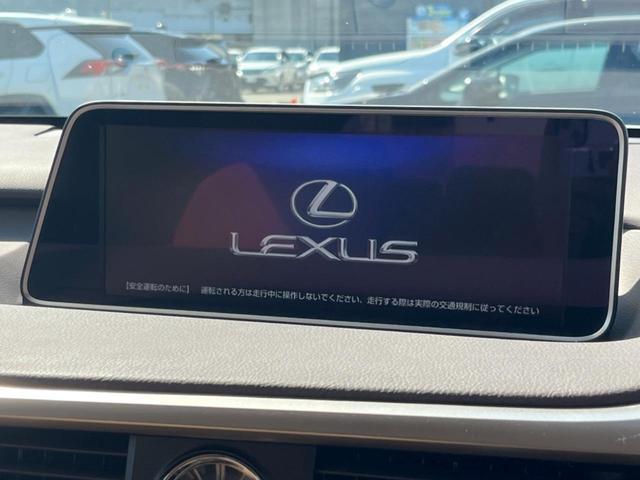 LEXUS
【安全運転のために】 運転される方は走行中に操作しないでください．走行する際は実際の交通規制に従ってください